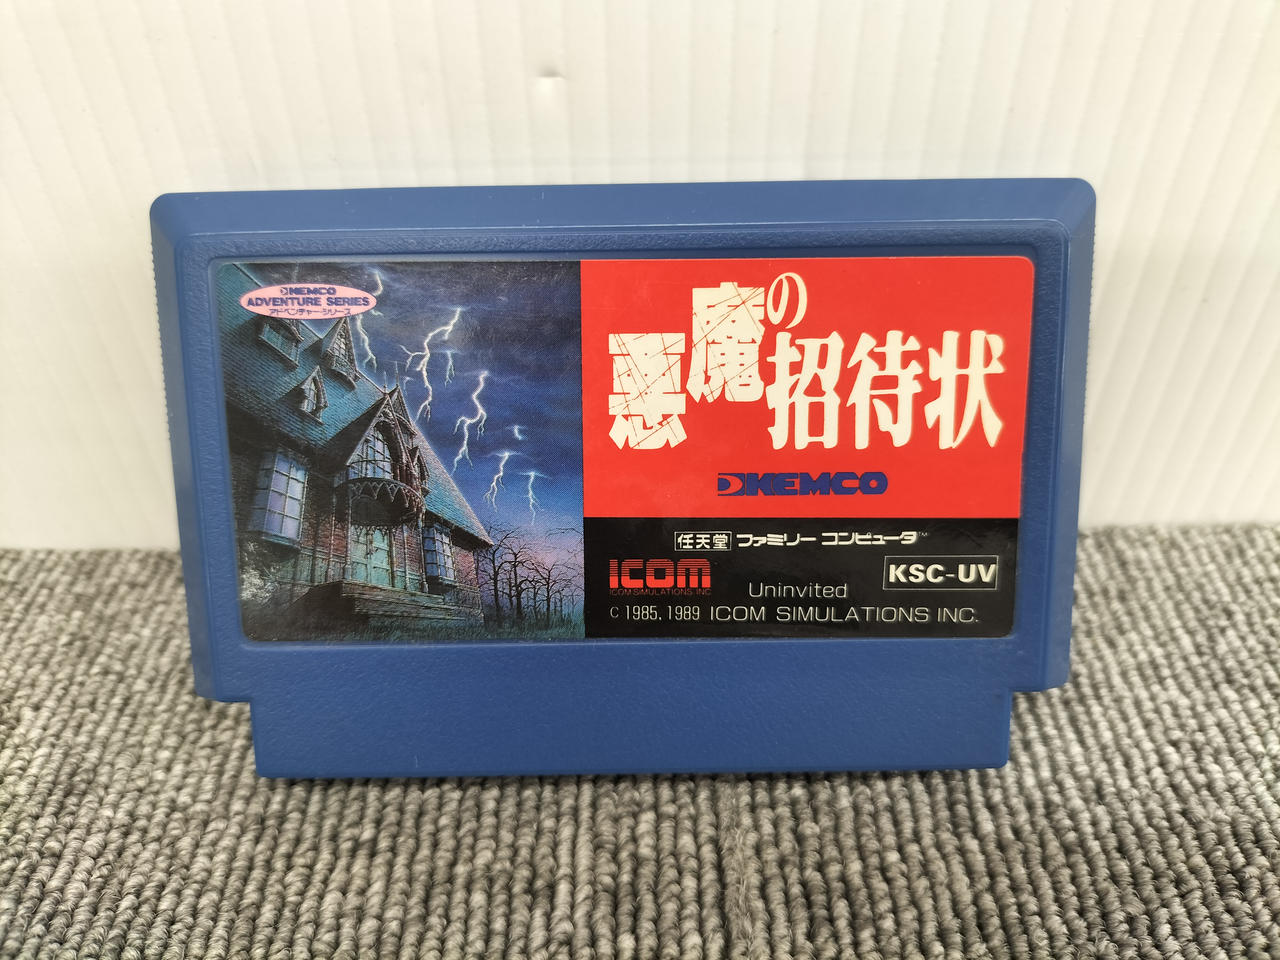 KEMCO
ADVENTURE SERIES
アドベンチャーシリーズ
悪魔の
招待状
KEMCO
任天堂 ファミリー コンピュータ™
ICOM
ICOM SIMULATIONS INC
Uninvited
KSC-UV
C 1985, 1989 ICOM SIMULATIONS INC.